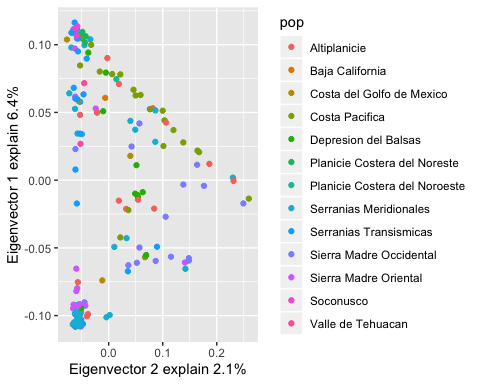 pop
0.10
0.05
0.00
-0.05
-0.10
Eigenvector 1 explain 6.4%
0.0
0.1
0.2
Eigenvector 2 explain 2.1%
Altiplanicie
Baja California
Costa del Golfo de Mexico
Costa Pacifica
Depresion del Balsas
Planicie Costera del Noreste
Planicie Costera del Noroeste
Serranias Meridionales
Serranias Transismicas
Sierra Madre Occidental
Sierra Madre Oriental
Soconusco
Valle de Tehuacan